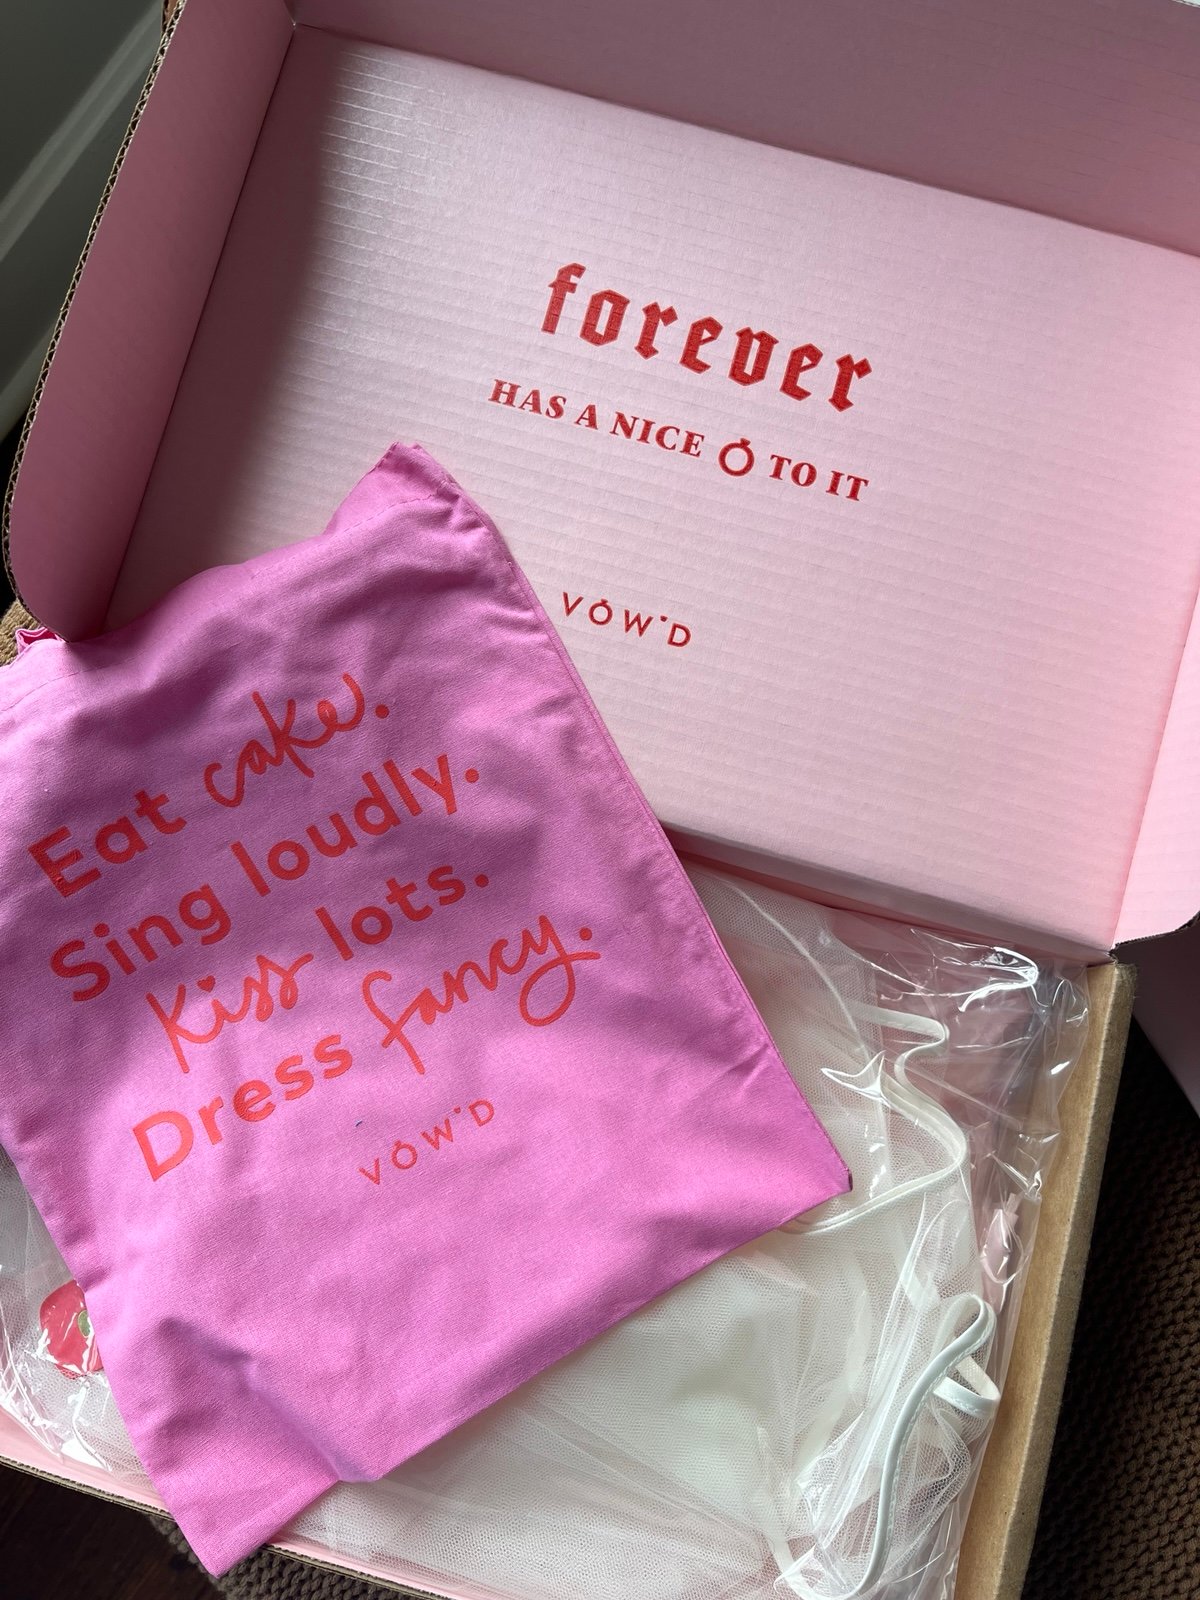 forever
HAS A NICE TO IT
VOW'D
Eat cake.
Sing loudly.
Kiss lots.
Dress fancy.
VOW'D